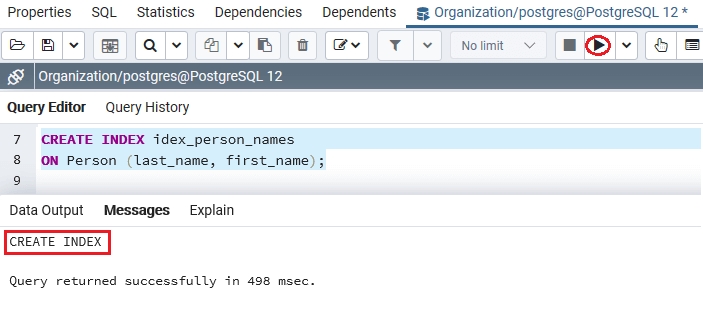 Properties SQL Statistics Dependencies Dependents Organization/postgres@PostgreSQL 12 *
No limit
Organization/postgres@PostgreSQL 12
Query Editor Query History
7 CREATE INDEX idex_person_names
8 ON Person (last_name, first_name);
9
Data Output Messages Explain
CREATE INDEX
Query returned successfully in 498 msec.